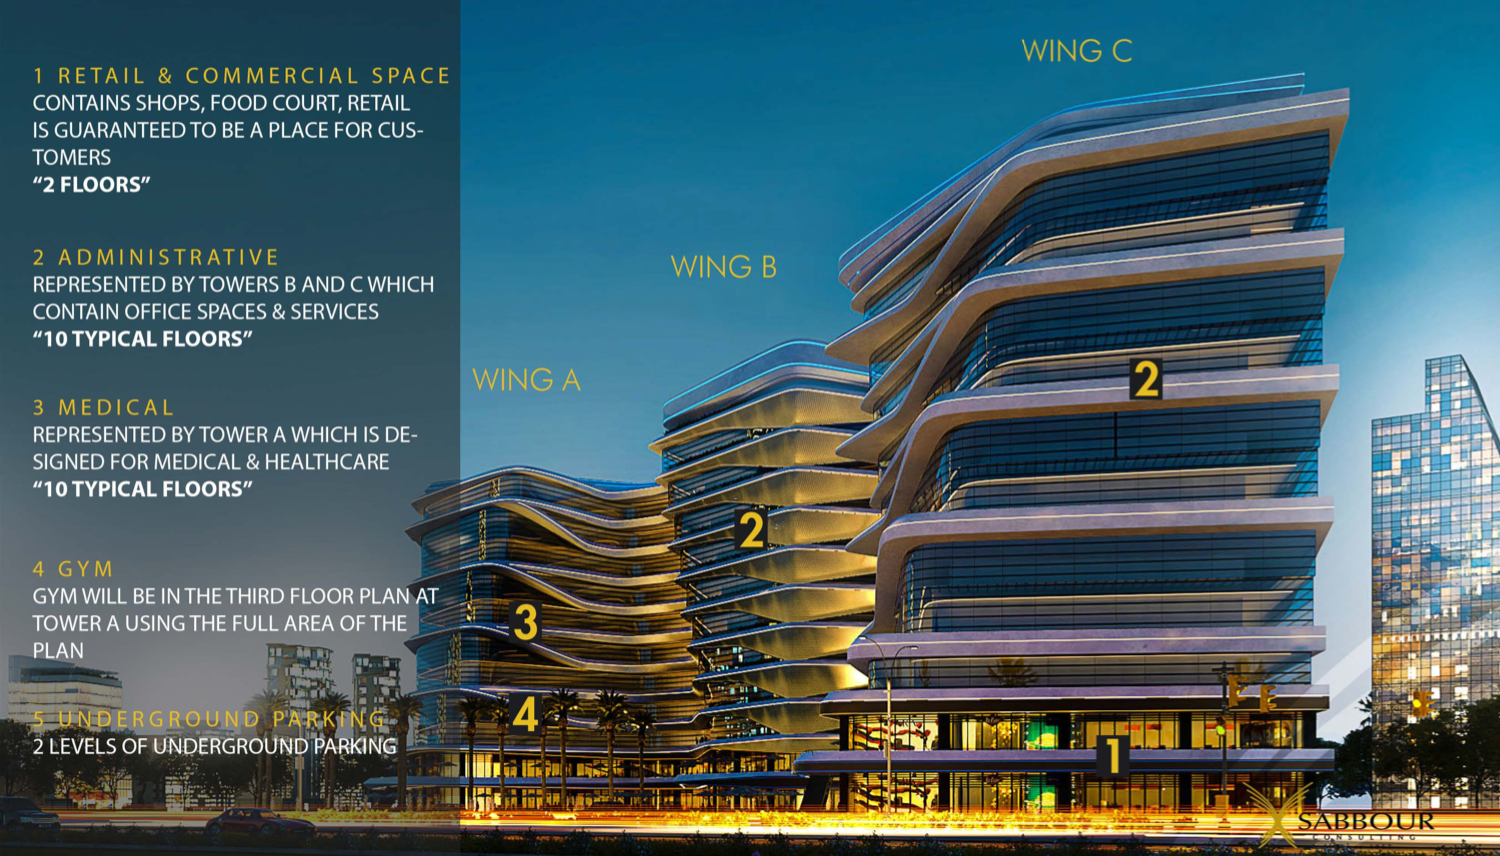 1 RETAIL & COMMERCIAL SPACE
CONTAINS SHOPS, FOOD COURT, RETAIL
IS GUARANTEED TO BE A PLACE FOR CUS-
TOMERS
“2 FLOORS”
2 ADMINISTRATIVE
REPRESENTED BY TOWERS B AND C WHICH
CONTAIN OFFICE SPACES & SERVICES
“10 TYPICAL FLOORS”
3 MEDICAL
REPRESENTED BY TOWER A WHICH IS DE-
SIGNED FOR MEDICAL & HEALTHCARE
“10 TYPICAL FLOORS”
4 GYM
GYM WILL BE IN THE THIRD FLOOR PLAN AT
TOWER A USING THE FULL AREA OF THE
PLAN
5 UNDERGROUND PARKING
2 LEVELS OF UNDERGROUND PARKING
WING C
WING B
WING A
2
2
3
4
1
SABBOUR
CONSULTING